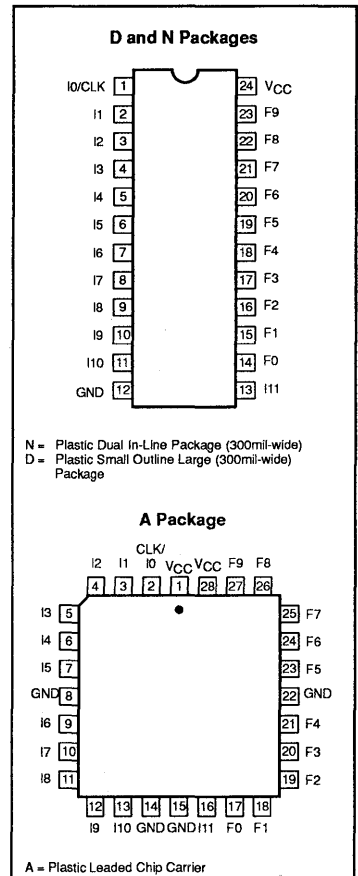 D and N Packages
I0/CLK 1 24 VCC
I1 2 23 F9
I2 3 22 F8
I3 4 21 F7
I4 5 20 F6
I5 6 19 F5
I6 7 18 F4
I7 8 17 F3
I8 9 16 F2
I9 10 15 F1
I10 11 14 F0
GND 12 13 I11
N = Plastic Dual In-Line Package (300mil-wide)
D = Plastic Small Outline Large (300mil-wide)
Package
A Package
CLK/
I2 I1 I0 VCC VCC F9 F8
4 3 2 1 28 27 26
I3 5 25 F7
I4 6 24 F6
I5 7 23 F5
GND 8 22 GND
I6 9 21 F4
I7 10 20 F3
I8 11 19 F2
12 13 14 15 16 17 18
I9 I10 GND GND I11 F0 F1
A = Plastic Leaded Chip Carrier